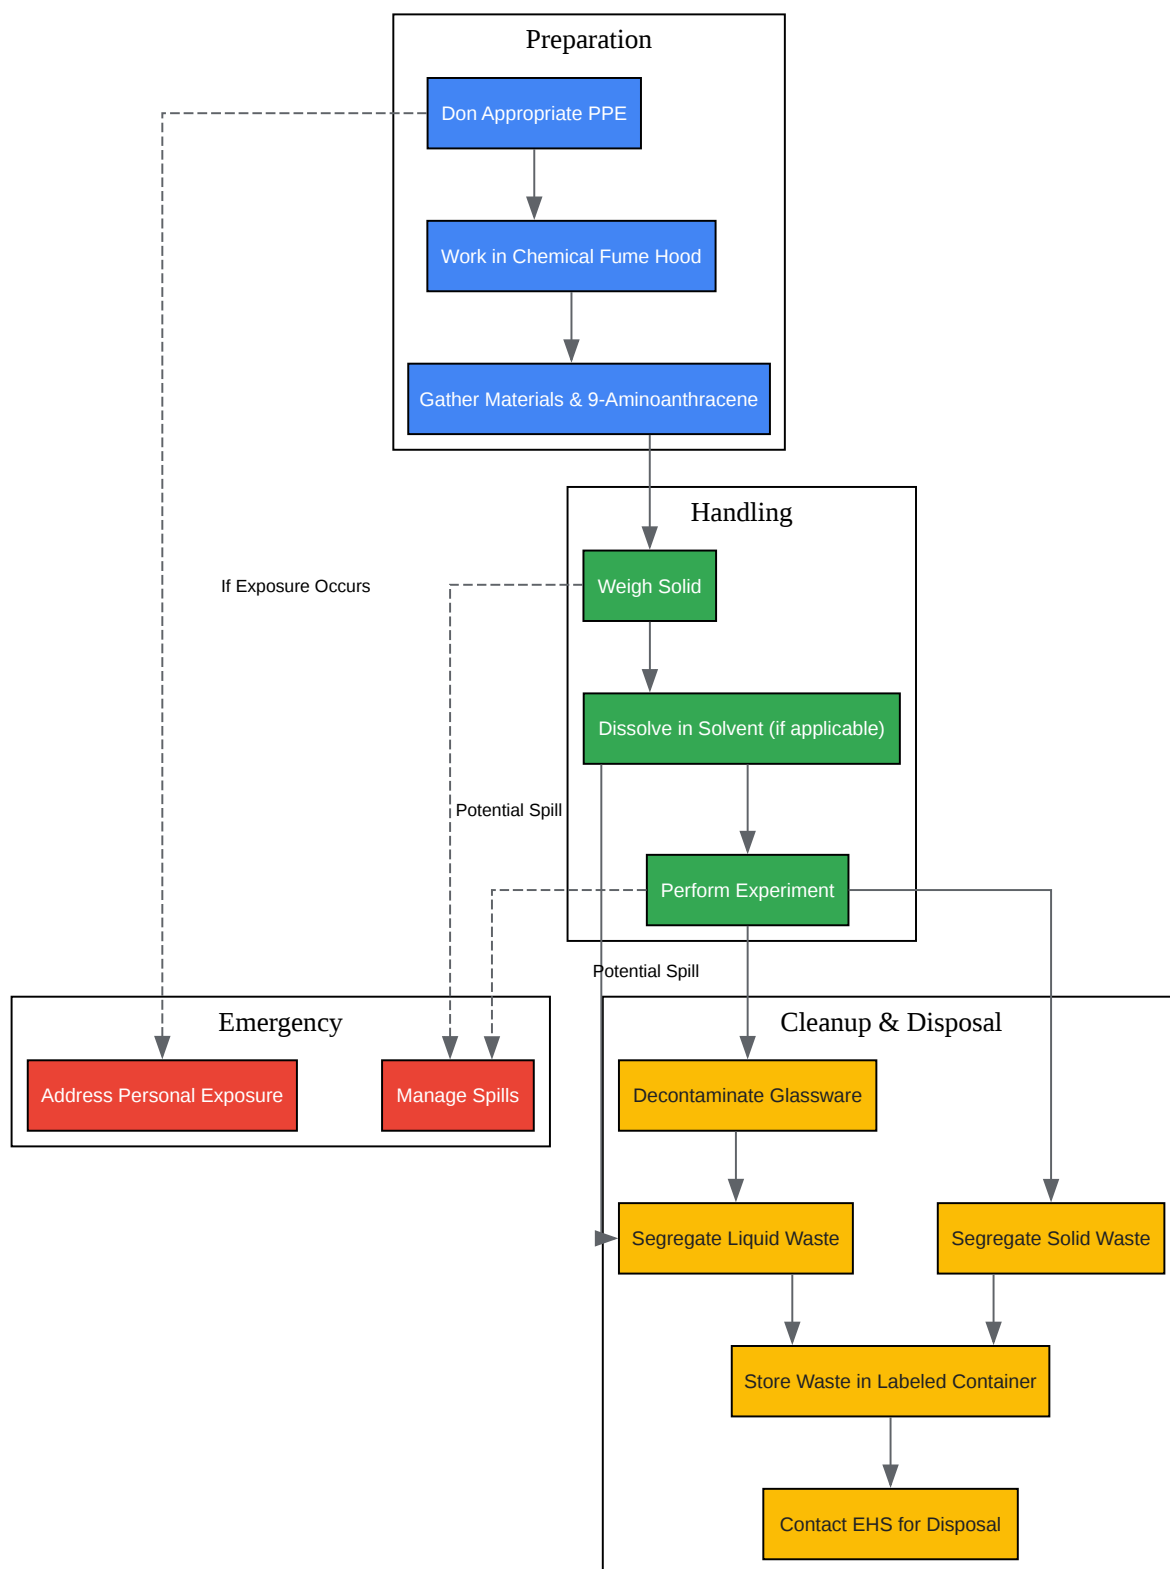 Preparation
Don Appropriate PPE
Work in Chemical Fume Hood
Gather Materials & 9-Aminoanthracene
Handling
Weigh Solid
If Exposure Occurs
Dissolve in Solvent (if applicable)
Potential Spill
Perform Experiment
Potential Spill
Emergency
Cleanup & Disposal
Address Personal Exposure
Manage Spills
Decontaminate Glassware
Segregate Liquid Waste
Segregate Solid Waste
Store Waste in Labeled Container
Contact EHS for Disposal